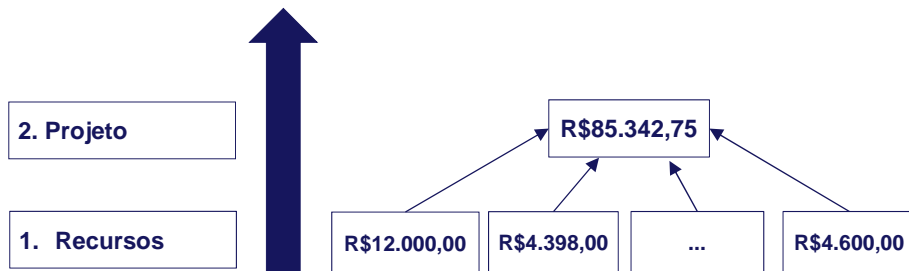 2. Projeto
R$85.342,75
1. Recursos
R$12.000,00
R$4.398,00
...
R$4.600,00